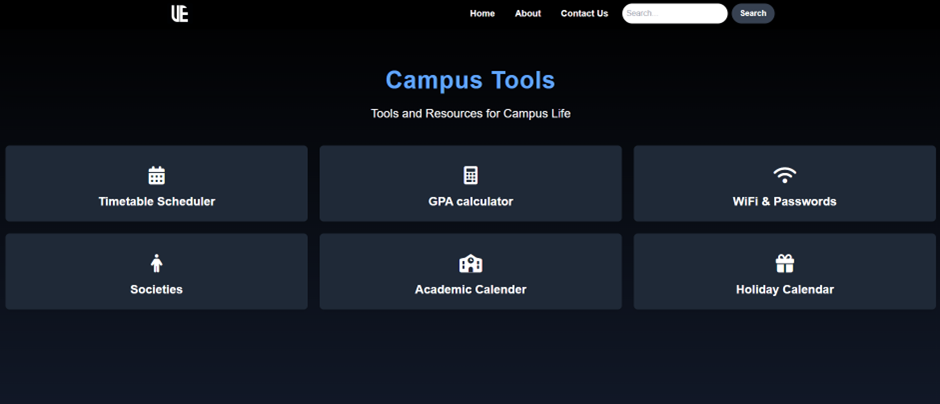 UE
Home About Contact Us Search... Search
Campus Tools
Tools and Resources for Campus Life
Timetable Scheduler GPA calculator WiFi & Passwords
Societies Academic Calender Holiday Calendar